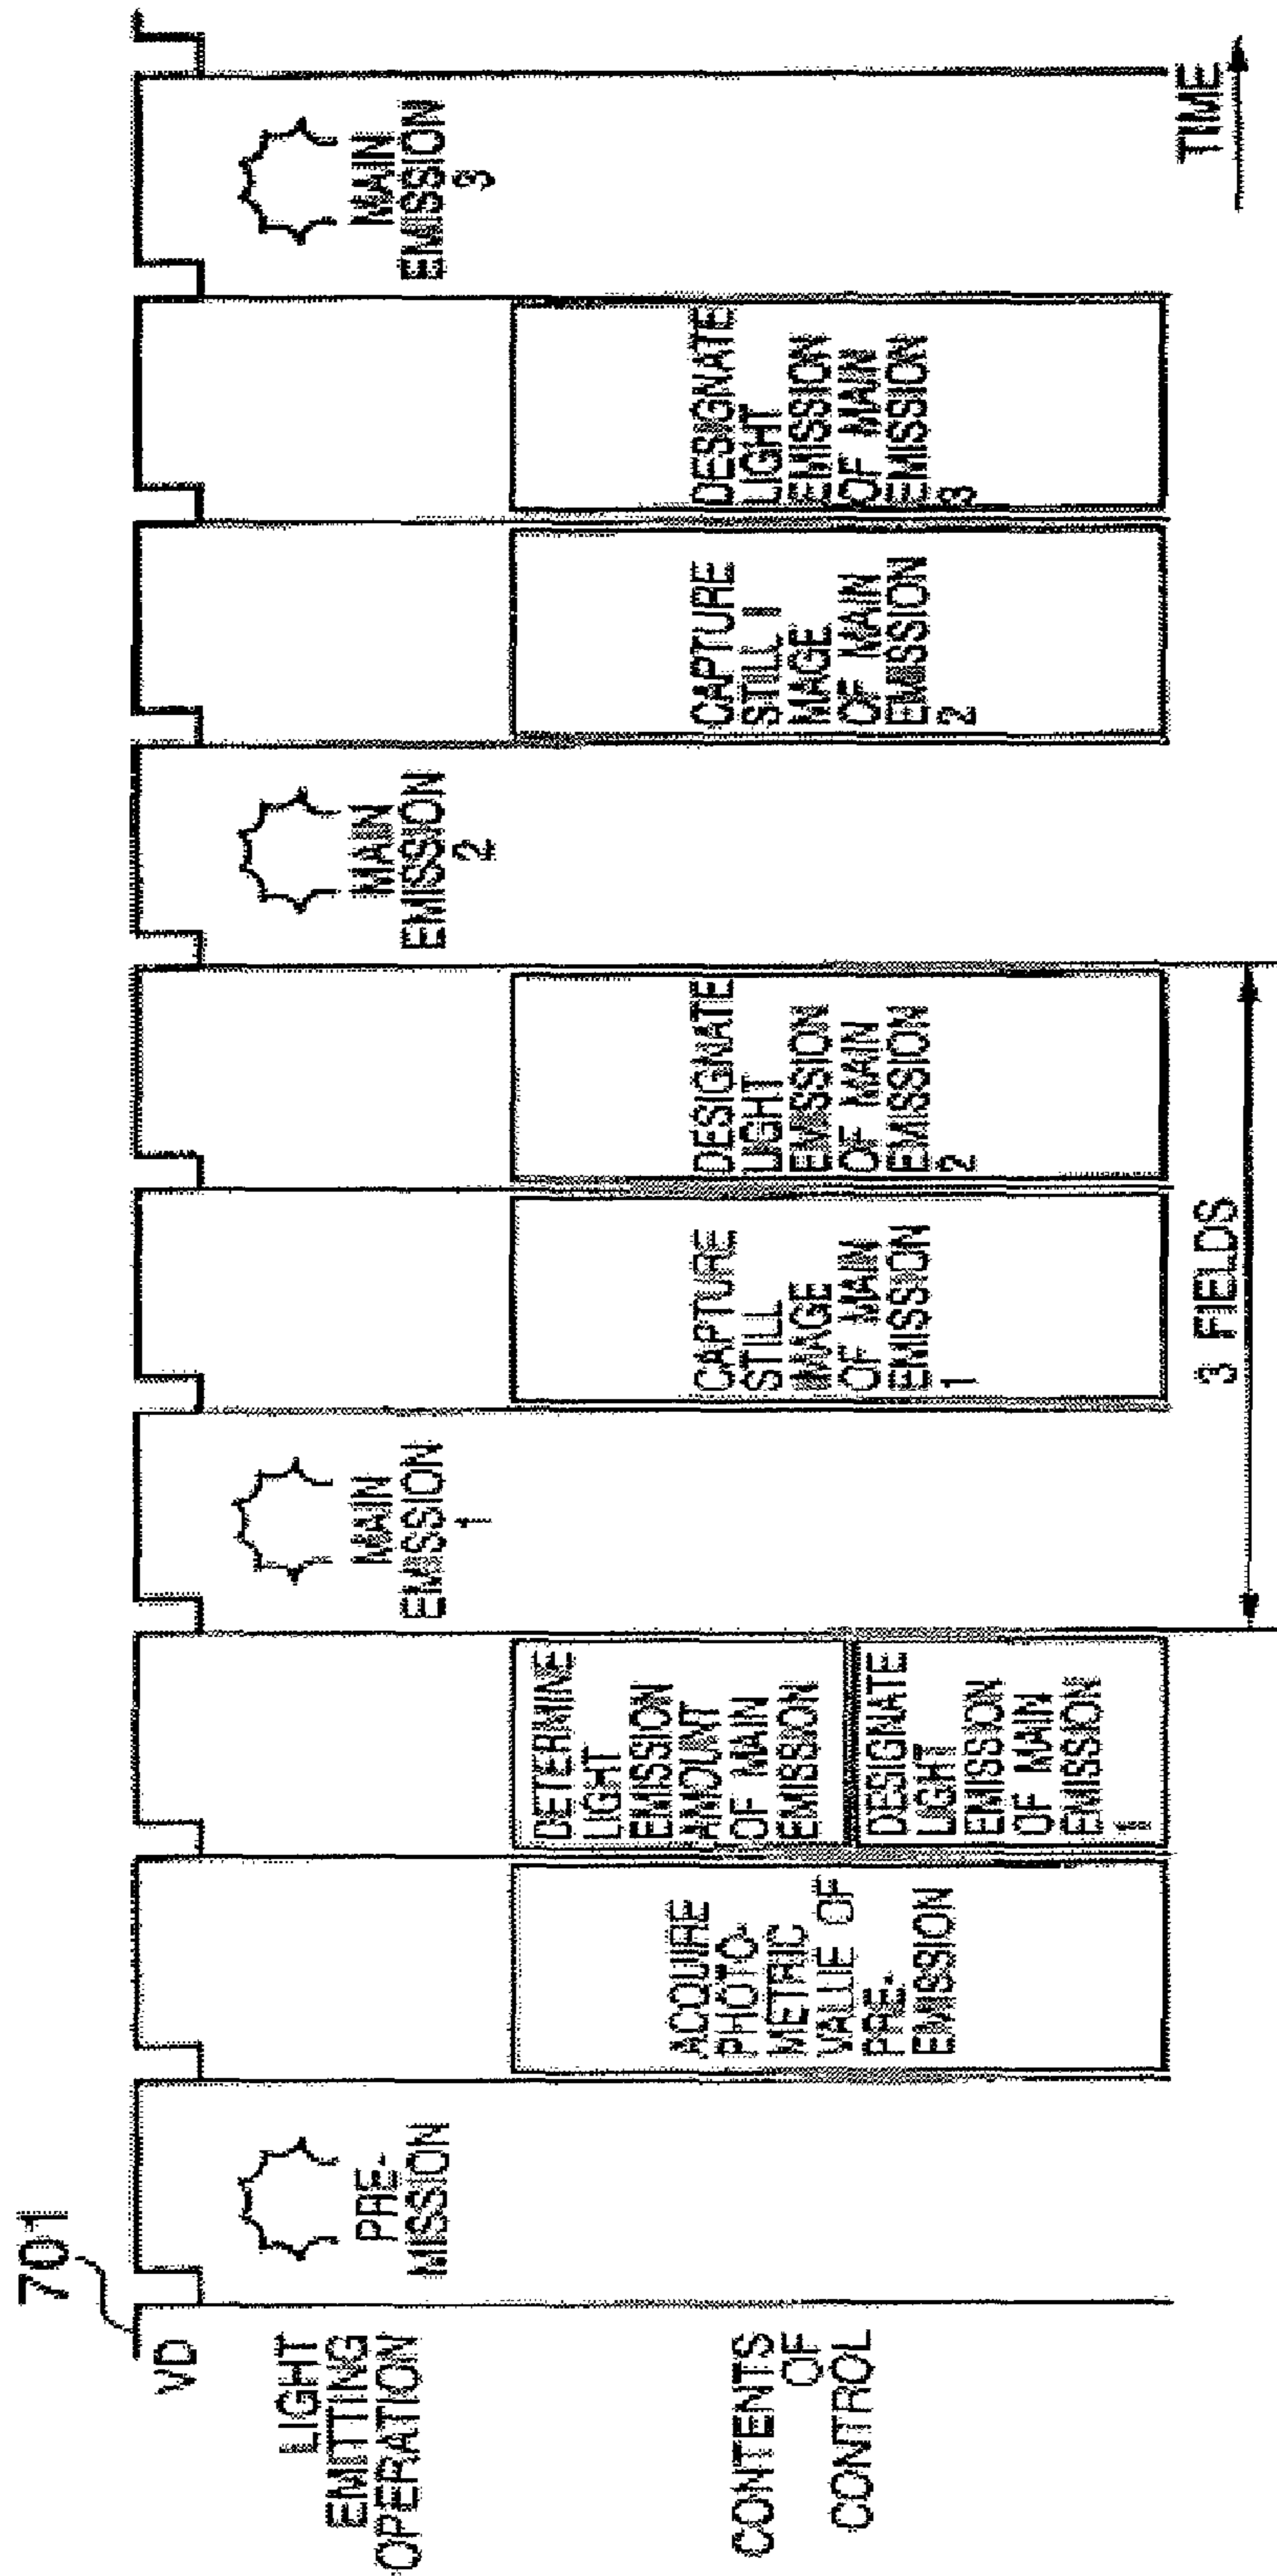 701
VD
LIGHT
EMITTING
OPERATION
PRE-
MISSION
MAIN
EMISSION
1
MAIN
EMISSION
2
MAIN
EMISSION
3
CONTENTS
OF
CONTROL
ACQUIRE
PHOTO-
METRIC
VALUE OF
PRE-
EMISSION
DETERMINE
LIGHT
EMISSION
AMOUNT
OF MAIN
EMISSION
DESIGNATE
LIGHT
EMISSION
OF MAIN
EMISSION
1
CAPTURE
STILL
IMAGE
OF MAIN
EMISSION
1
DESIGNATE
LIGHT
EMISSION
OF MAIN
EMISSION
2
CAPTURE
STILL I
MAGE
OF MAIN
EMISSION
2
DESIGNATE
LIGHT
EMISSION
OF MAIN
EMISSION
3
3 FIELDS
TIME